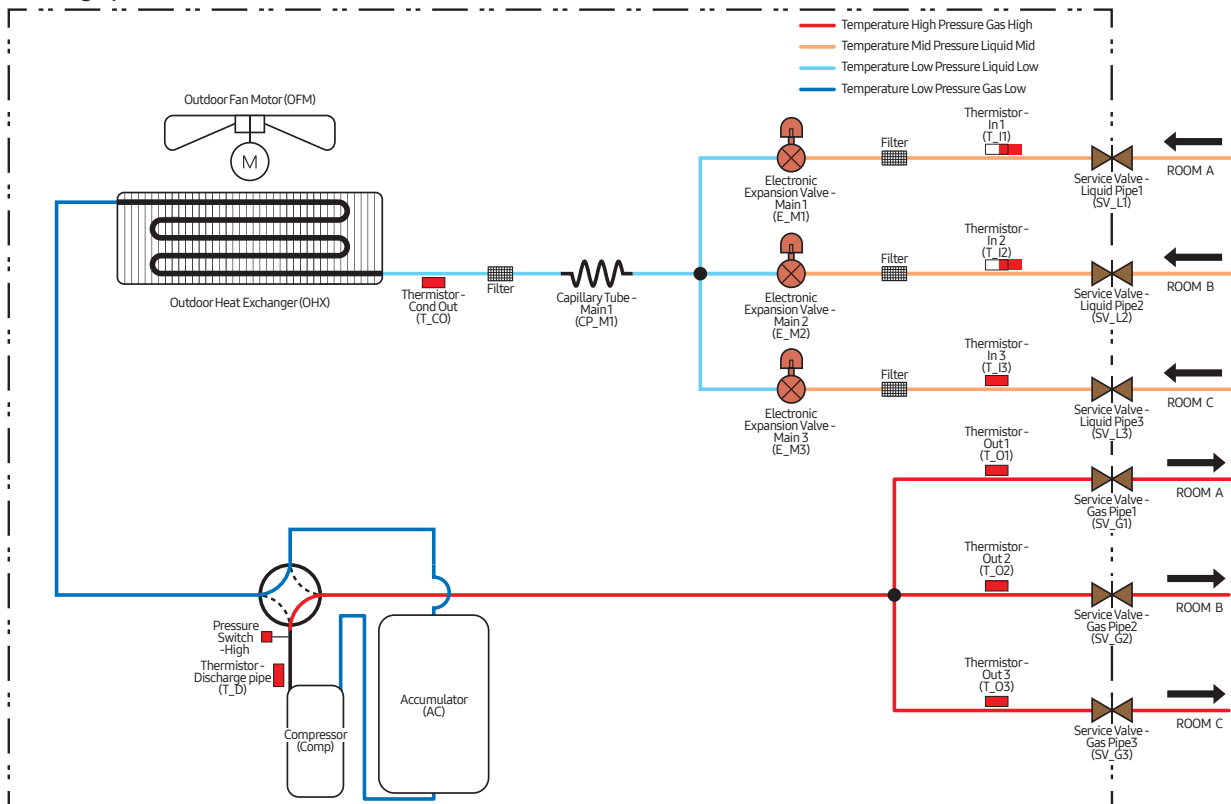 Temperature High Pressure Gas High
Temperature Mid Pressure Liquid Mid
Temperature Low Pressure Liquid Low
Temperature Low Pressure Gas Low
Outdoor Fan Motor (OFM)
M
Outdoor Heat Exchanger (OHX)
Thermistor -
Cond Out
(T_CO)
Filter
Capillary Tube -
Main 1
(CP_M1)
Electronic
Expansion Valve -
Main 1
(E_M1)
Filter
Thermistor -
In 1
(T_I1)
Service Valve -
Liquid Pipe1
(SV_L1)
ROOM A
Electronic
Expansion Valve -
Main 2
(E_M2)
Filter
Thermistor -
In 2
(T_I2)
Service Valve -
Liquid Pipe2
(SV_L2)
ROOM B
Electronic
Expansion Valve -
Main 3
(E_M3)
Filter
Thermistor -
In 3
(T_I3)
Service Valve -
Liquid Pipe3
(SV_L3)
ROOM C
Thermistor -
Out 1
(T_O1)
Service Valve -
Gas Pipe1
(SV_G1)
ROOM A
Thermistor -
Out 2
(T_O2)
Service Valve -
Gas Pipe2
(SV_G2)
ROOM B
Thermistor -
Out 3
(T_O3)
Service Valve -
Gas Pipe3
(SV_G3)
ROOM C
Pressure
Switch
-High
Thermistor -
Discharge pipe
(T_D)
Compressor
(Comp)
Accumulator
(AC)